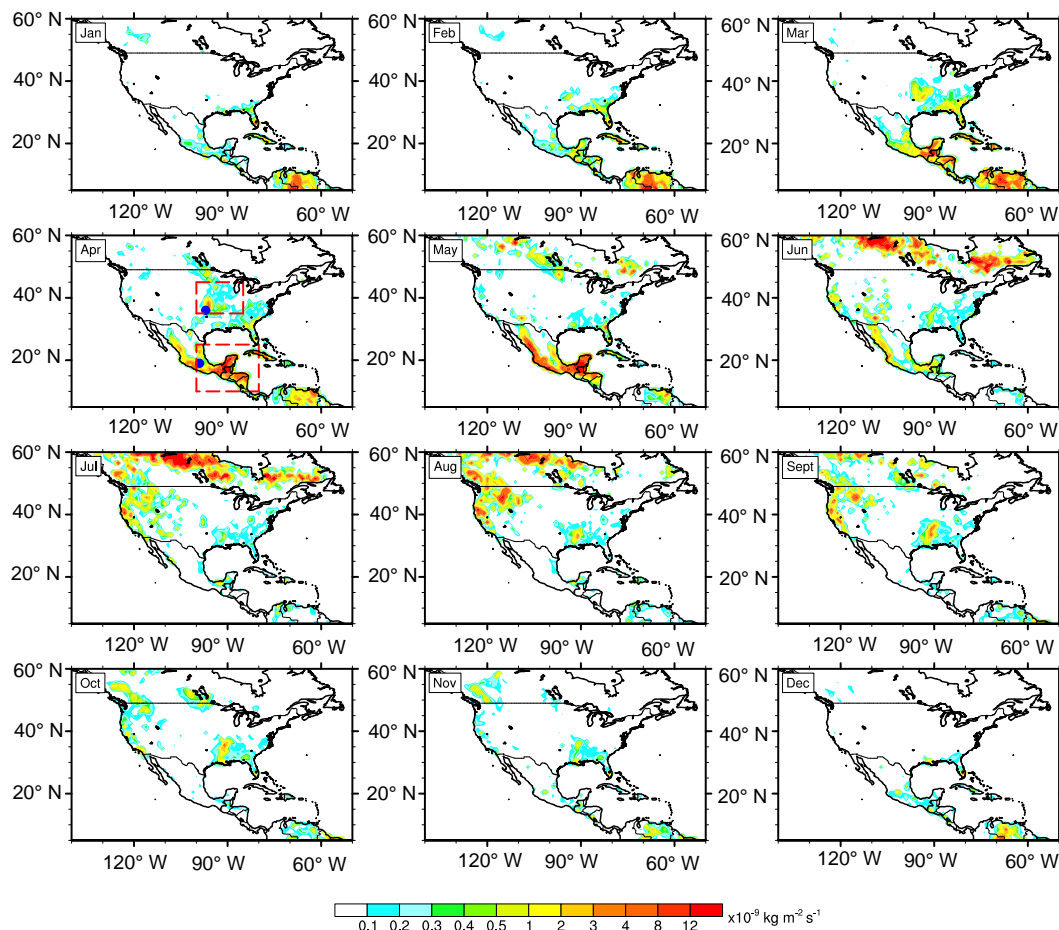 60° N 60° N 60° N
Jan Feb Mar
40° N 40° N 40° N
20° N 20° N 20° N
120° W 90° W 60° W 120° W 90° W 60° W 120° W 90° W 60° W
60° N 60° N 60° N
Apr May Jun
40° N 40° N 40° N
20° N 20° N 20° N
120° W 90° W 60° W 120° W 90° W 60° W 120° W 90° W 60° W
60° N 60° N 60° N
Jul Aug Sept
40° N 40° N 40° N
20° N 20° N 20° N
120° W 90° W 60° W 120° W 90° W 60° W 120° W 90° W 60° W
60° N 60° N 60° N
Oct Nov Dec
40° N 40° N 40° N
20° N 20° N 20° N
120° W 90° W 60° W 120° W 90° W 60° W 120° W 90° W 60° W
0.1 0.2 0.3 0.4 0.5 1 2 3 4 8 12 x10⁻⁹ kg m⁻² s⁻¹